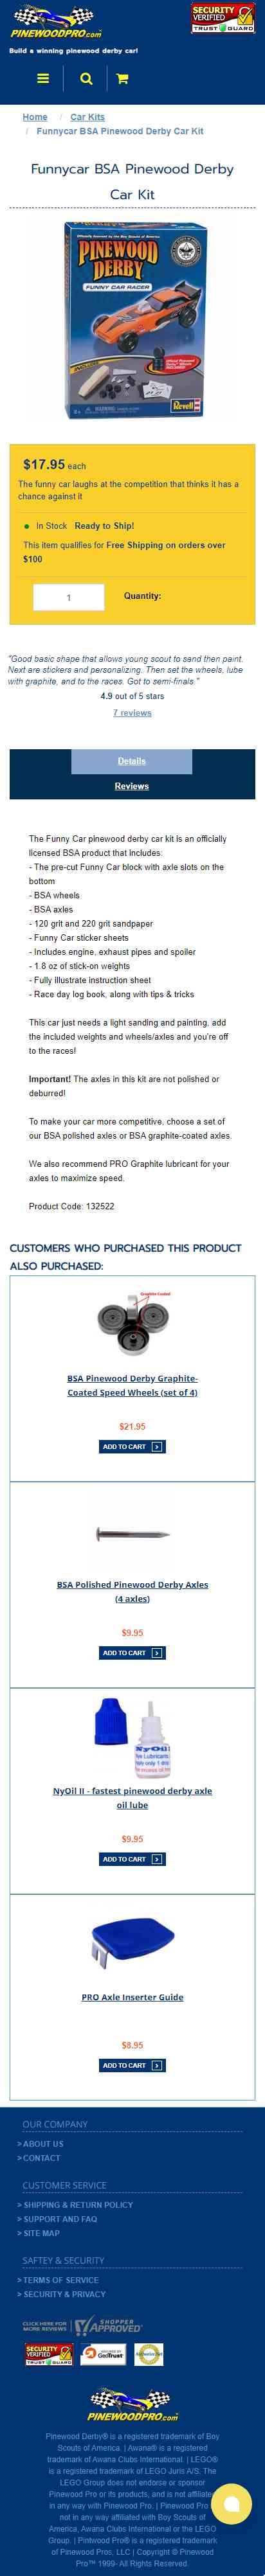 PINEWOODPRO.COM
SECURITY
VERIFIED
TRUST GUARD
Build a winning pinewood derby car!
Home / Car Kits
/ Funnycar BSA Pinewood Derby Car Kit
Funnycar BSA Pinewood Derby
Car Kit
PINEWOOD
DERBY
FUNNY CAR RACER
Revell
$17.95 each
The funny car laughs at the competition that thinks it has a
chance against it
In Stock Ready to Ship!
This item qualifies for Free Shipping on orders over
$100
1
Quantity:
"Good basic shape that allows young scout to sand then paint.
Next are stickers and personalizing. Then set the wheels, lube
with graphite, and to the races. Got to semi-finals."
4.9 out of 5 stars
7 reviews
Details
Reviews
The Funny Car pinewood derby car kit is an officially
licensed BSA product that includes:
- The pre-cut Funny Car block with axle slots on the
bottom
- BSA wheels
- BSA axles
- 120 grit and 220 grit sandpaper
- Funny Car sticker sheets
- Includes engine, exhaust pipes and spoiler
- 1.8 oz of stick-on weights
- Fully illustrate instruction sheet
- Race day log book, along with tips & tricks
This car just needs a light sanding and painting, add
the included weights and wheels/axles and you're off
to the races!
Important! The axles in this kit are not polished or
deburred!
To make your car more competitive, choose a set of
our BSA polished axles or BSA graphite-coated axles.
We also recommend PRO Graphite lubricant for your
axles to maximize speed.
Product Code: 132522
CUSTOMERS WHO PURCHASED THIS PRODUCT
ALSO PURCHASED:
Graphite Coated
BSA Pinewood Derby Graphite-
Coated Speed Wheels (set of 4)
$21.95
ADD TO CART >
BSA Polished Pinewood Derby Axles
(4 axles)
$9.95
ADD TO CART >
NyOil
NyOil II - fastest pinewood derby axle
oil lube
$9.95
ADD TO CART >
PRO Axle Inserter Guide
$8.95
ADD TO CART >
OUR COMPANY
> ABOUT US
> CONTACT
CUSTOMER SERVICE
> SHIPPING & RETURN POLICY
> SUPPORT AND FAQ
> SITE MAP
SAFTEY & SECURITY
> TERMS OF SERVICE
> SECURITY & PRIVACY
CLICK HERE FOR
MORE REVIEWS
SHOPPER
APPROVED
SECURITY
VERIFIED
TRUST GUARD
GeoTrust
PINEWOODPRO.COM
Pinewood Derby® is a registered trademark of Boy
Scouts of America. | Awana® is a registered
trademark of Awana Clubs International. | LEGO®
is a registered trademark of LEGO Juris A/S. The
LEGO Group does not endorse or sponsor
Pinewood Pro or its products, and is not affiliated
in any way with Pinewood Pro. | Pinewood Pro is
not in any way affiliated with Boy Scouts of
America, Awana Clubs International or the LEGO
Group. | Pintwood Pro® is a registered trademark
of Pinewood Pros, LLC | Copyright © Pinewood
Pro™ 1999- All Rights Reserved.